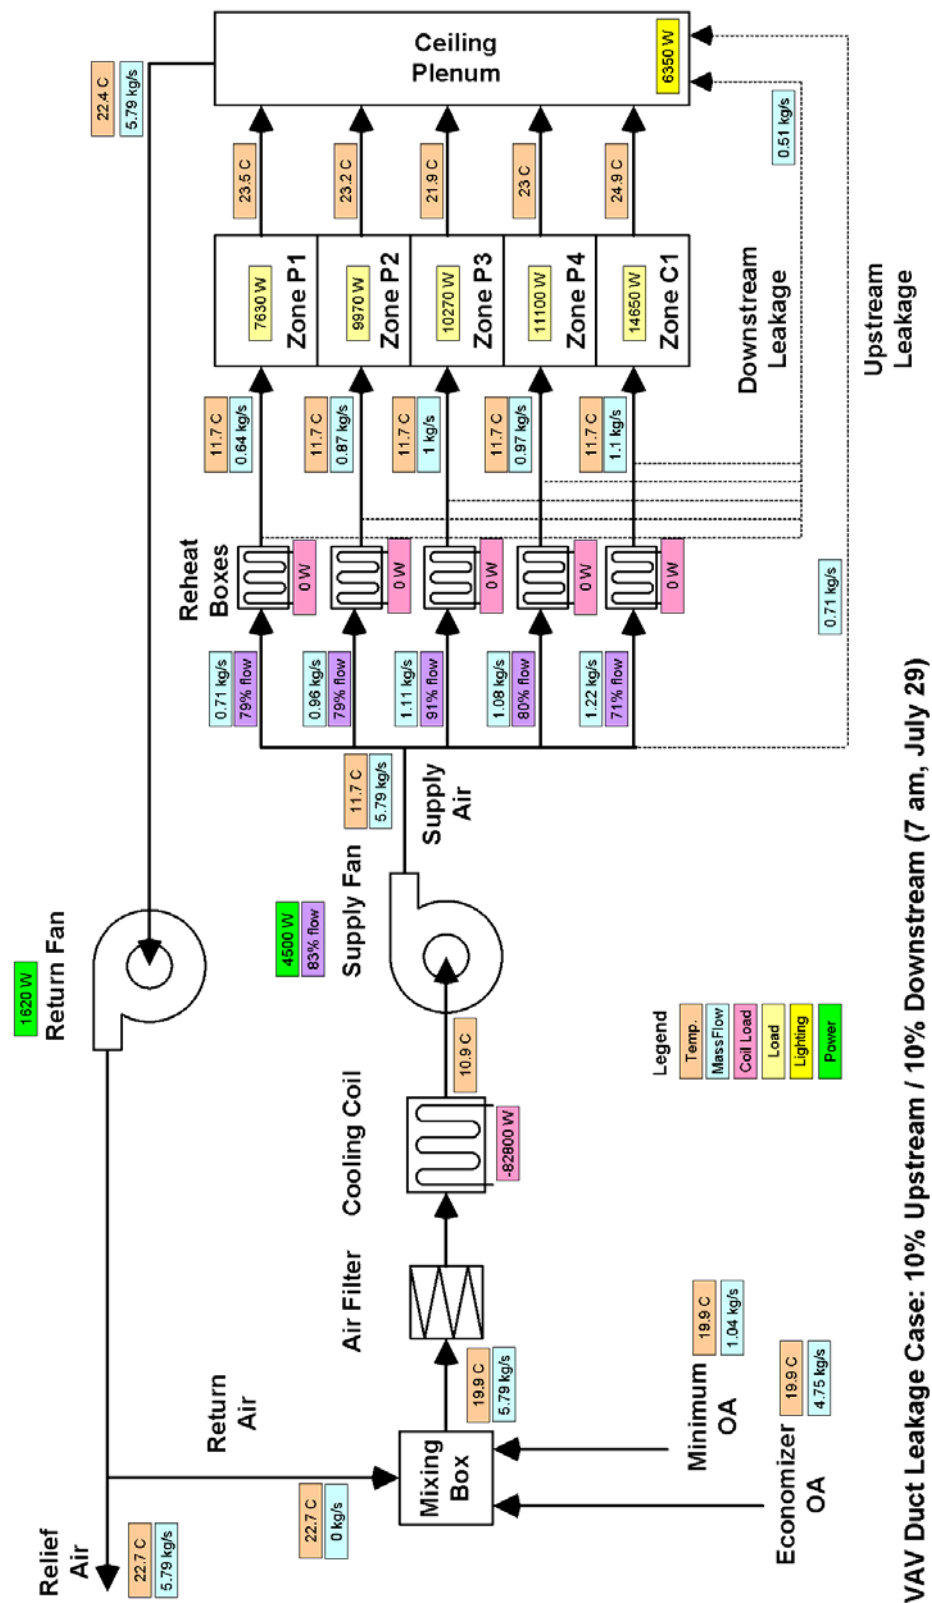 Relief
Air
22.7 C
5.79 kg/s
Return
Air
22.7 C
0 kg/s
Return Fan
1620 W
22.4 C
5.79 kg/s
Ceiling
Plenum
6350 W
Mixing
Box
19.9 C
5.79 kg/s
Air Filter
Cooling Coil
-82800 W
10.9 C
Supply Fan
4500 W
83% flow
11.7 C
5.79 kg/s
Supply
Air
Reheat
Boxes
0.71 kg/s
79% flow
0 W
11.7 C
0.64 kg/s
7630 W
Zone P1
23.5 C
0.96 kg/s
79% flow
0 W
11.7 C
0.87 kg/s
9970 W
Zone P2
23.2 C
1.11 kg/s
91% flow
0 W
11.7 C
1 kg/s
10270 W
Zone P3
21.9 C
1.08 kg/s
80% flow
0 W
11.7 C
0.97 kg/s
11100 W
Zone P4
23 C
1.22 kg/s
71% flow
0 W
11.7 C
1.1 kg/s
14650 W
Zone C1
24.9 C
Downstream
Leakage
0.51 kg/s
Upstream
Leakage
0.71 kg/s
Minimum
OA
19.9 C
1.04 kg/s
Economizer
OA
19.9 C
4.75 kg/s
Legend
Temp.
MassFlow
Coil Load
Load
Lighting
Power
VAV Duct Leakage Case: 10% Upstream / 10% Downstream (7 am, July 29)